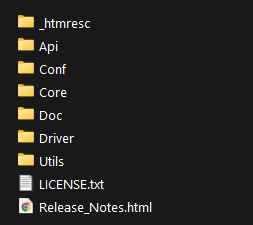 _htmresc
Api
Conf
Core
Doc
Driver
Utils
LICENSE.txt
Release_Notes.html